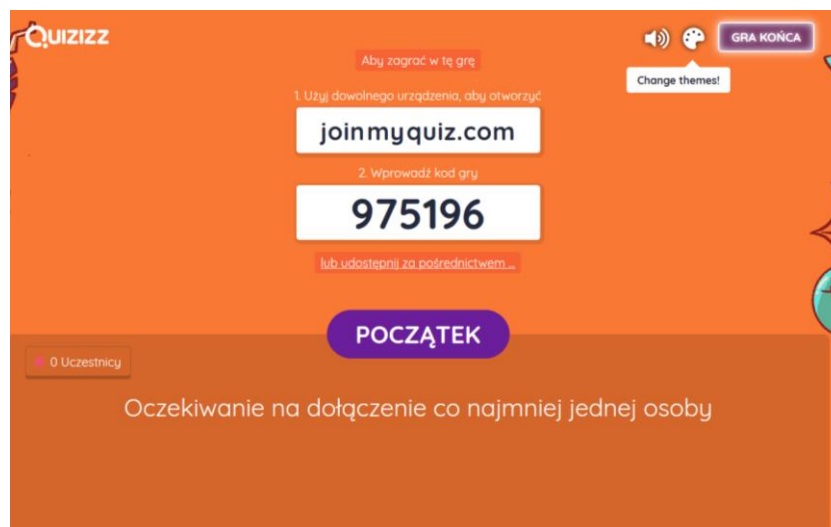 QUIZIZZ
GRA KOŃCA
Change themes!
Aby zagrać w tę grę
1. Użyj dowolnego urządzenia, aby otworzyć
joinmyquiz.com
2. Wprowadź kod gry
975196
lub udostępnij za pośrednictwem ...
POCZĄTEK
0 Uczestnicy
Oczekiwanie na dołączenie co najmniej jednej osoby